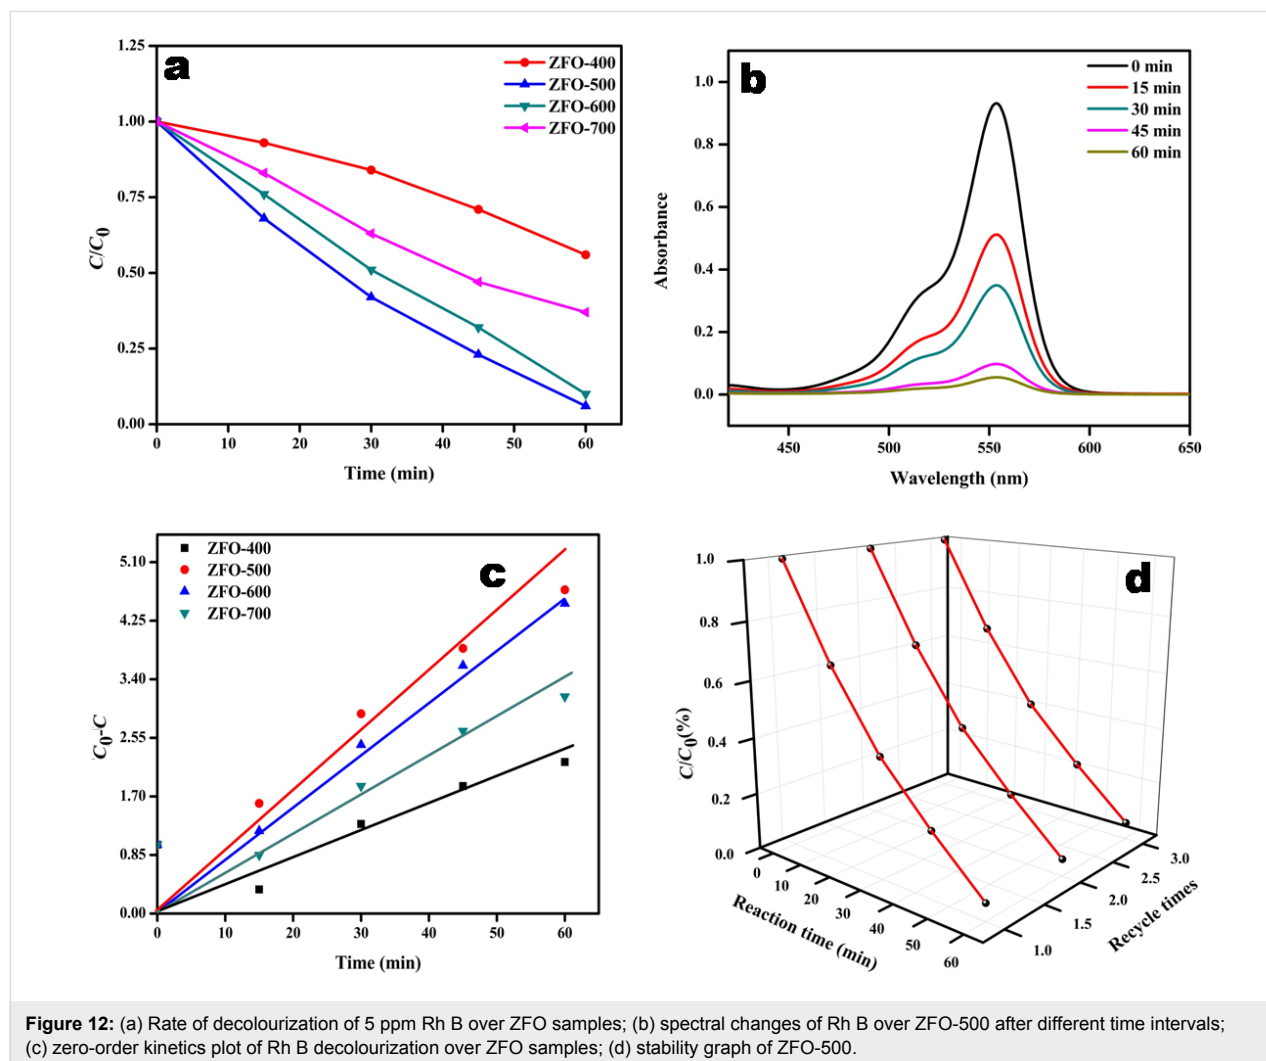 a
1.25
1.00
0.75
0.50
0.25
0.00
C/C0
0 10 20 30 40 50 60
Time (min)
ZFO-400
ZFO-500
ZFO-600
ZFO-700
b
1.0
0.8
0.6
0.4
0.2
0.0
Absorbance
450 500 550 600 650
Wavelength (nm)
0 min
15 min
30 min
45 min
60 min
c
5.10
4.25
3.40
2.55
1.70
0.85
0.00
C0-C
0 10 20 30 40 50 60
Time (min)
ZFO-400
ZFO-500
ZFO-600
ZFO-700
d
1.0
0.8
0.6
0.4
0.2
0.0
C/C0(%)
0 10 20 30 40 50 60
Reaction time (min)
1.0 1.5 2.0 2.5 3.0
Recycle times
Figure 12: (a) Rate of decolourization of 5 ppm Rh B over ZFO samples; (b) spectral changes of Rh B over ZFO-500 after different time intervals;
(c) zero-order kinetics plot of Rh B decolourization over ZFO samples; (d) stability graph of ZFO-500.